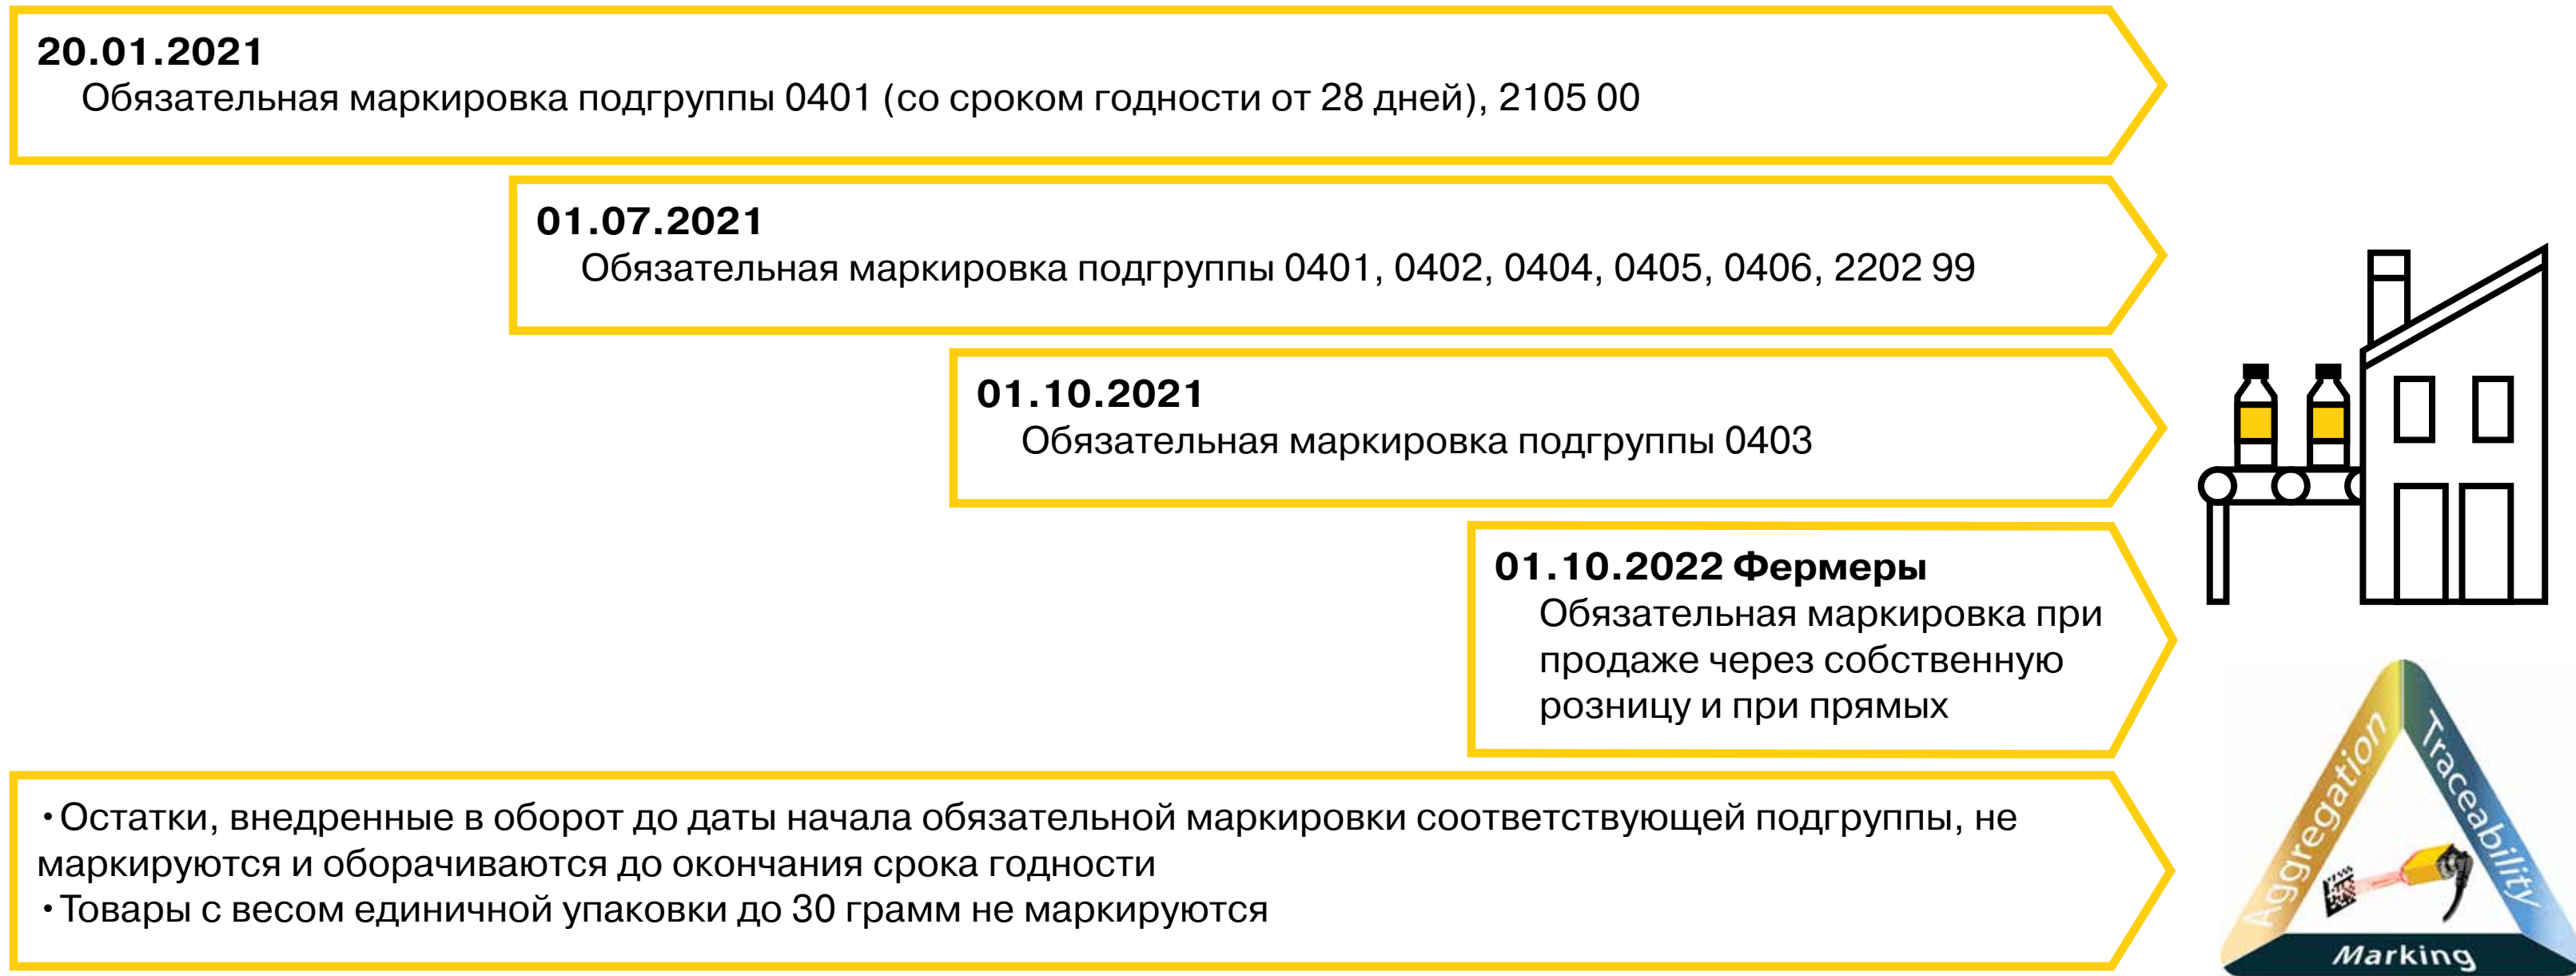 20.01.2021
Обязательная маркировка подгруппы 0401 (со сроком годности от 28 дней), 2105 00
01.07.2021
Обязательная маркировка подгруппы 0401, 0402, 0404, 0405, 0406, 2202 99
01.10.2021
Обязательная маркировка подгруппы 0403
01.10.2022 Фермеры
Обязательная маркировка при
продаже через собственную
розницу и при прямых
• Остатки, внедренные в оборот до даты начала обязательной маркировки соответствующей подгруппы, не
маркируются и оборачиваются до окончания срока годности
• Товары с весом единичной упаковки до 30 грамм не маркируются
Aggregation
Traceability
Marking